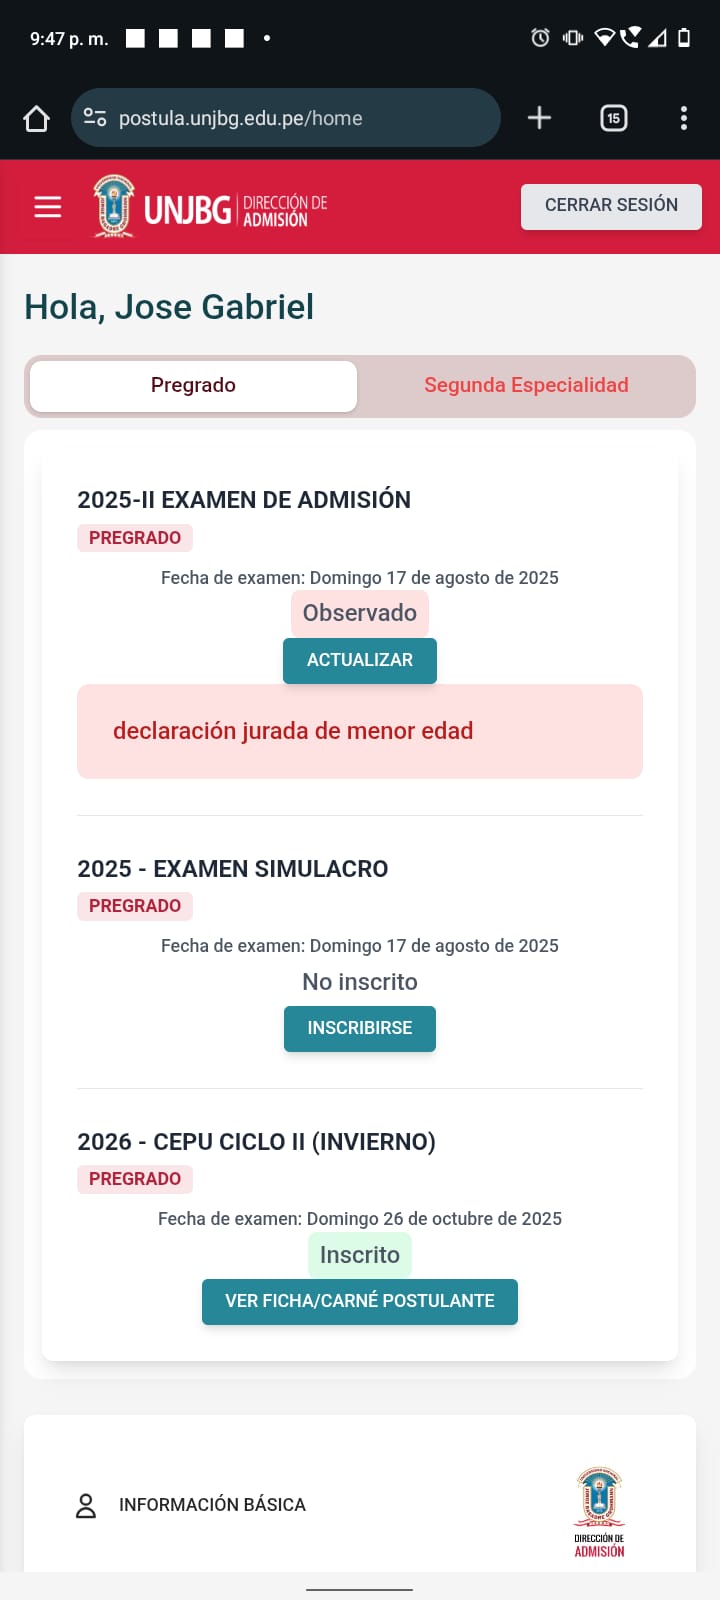 9:47 p. m.
postula.unjbg.edu.pe/home
15
UNJBG DIRECCIÓN DE
ADMISIÓN
CERRAR SESIÓN
Hola, Jose Gabriel
Pregrado
Segunda Especialidad
2025-II EXAMEN DE ADMISIÓN
PREGRADO
Fecha de examen: Domingo 17 de agosto de 2025
Observado
ACTUALIZAR
declaración jurada de menor edad
2025 - EXAMEN SIMULACRO
PREGRADO
Fecha de examen: Domingo 17 de agosto de 2025
No inscrito
INSCRIBIRSE
2026 - CEPU CICLO II (INVIERNO)
PREGRADO
Fecha de examen: Domingo 26 de octubre de 2025
Inscrito
VER FICHA/CARNÉ POSTULANTE
INFORMACIÓN BÁSICA
DIRECCIÓN DE
ADMISIÓN